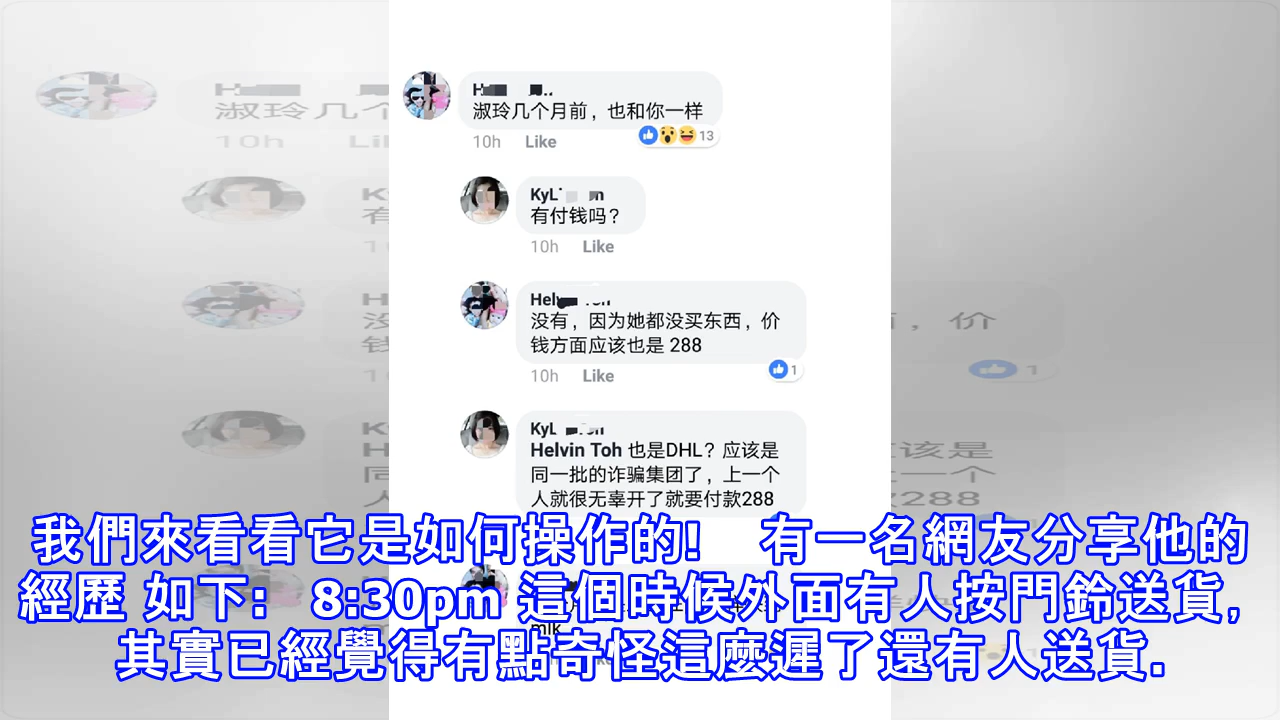 淑玲几个月前，也和你一样
10h Like 13
KyL
有付钱吗？
10h Like
Hel
没有，因为她都没买东西，价
钱方面应该也是 288
10h Like 1
KyL
Helvin Toh 也是DHL？应该是
同一批的诈骗集团了，上一个
人就很无辜开了就要付款288
我們來看看它是如何操作的! 有一名網友分享他的
經歷 如下: 8:30pm 這個時候外面有人按門鈴送貨,
其實已經覺得有點奇怪這麼遲了還有人送貨.